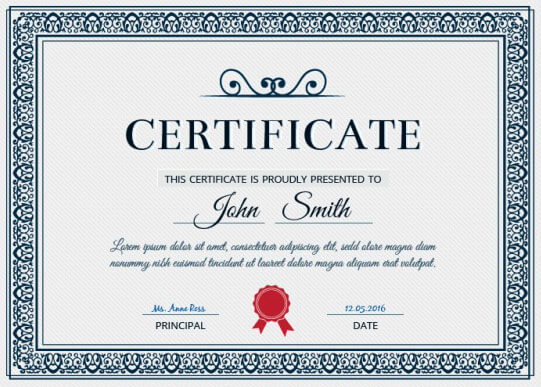 CERTIFICATE
THIS CERTIFICATE IS PROUDLY PRESENTED TO
John Smith
Lorem ipsum dolor sit amet, consectetuer adipiscing elit, sedd olare magna diam
nonummy nibh euismod tincidunt ut laoreet dolore magna aliquam erat volutpat.
Ms. Anne Ross 12.05.2016
PRINCIPAL DATE